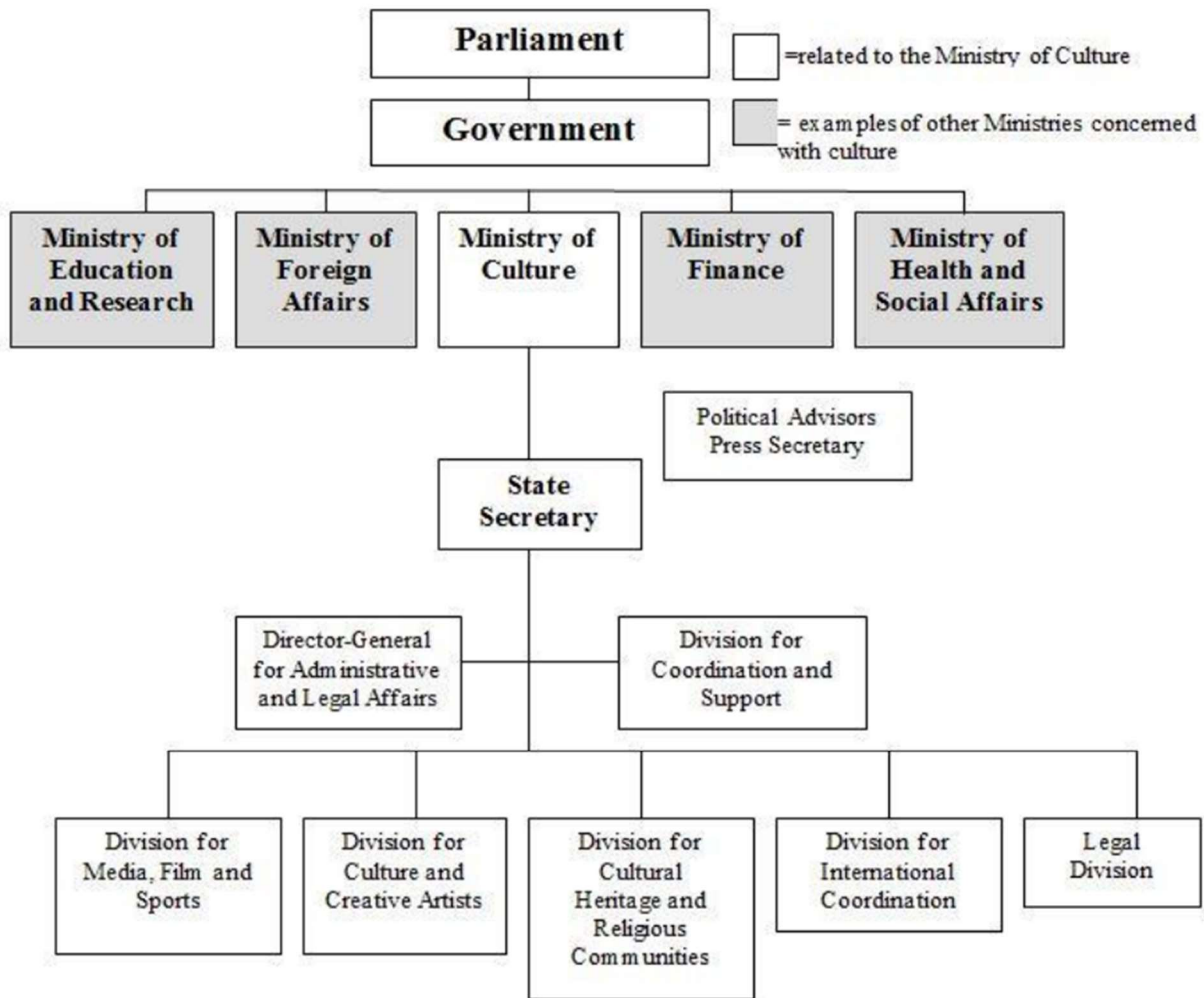 Parliament
=related to the Ministry of Culture
Government
= examples of other Ministries concerned
with culture
Ministry of
Education
and Research
Ministry of
Foreign
Affairs
Ministry of
Culture
Ministry of
Finance
Ministry of
Health and
Social Affairs
Political Advisors
Press Secretary
State
Secretary
Director-General
for Administrative
and Legal Affairs
Division for
Coordination and
Support
Division for
Media, Film and
Sports
Division for
Culture and
Creative Artists
Division for
Cultural
Heritage and
Religious
Communities
Division for
International
Coordination
Legal
Division